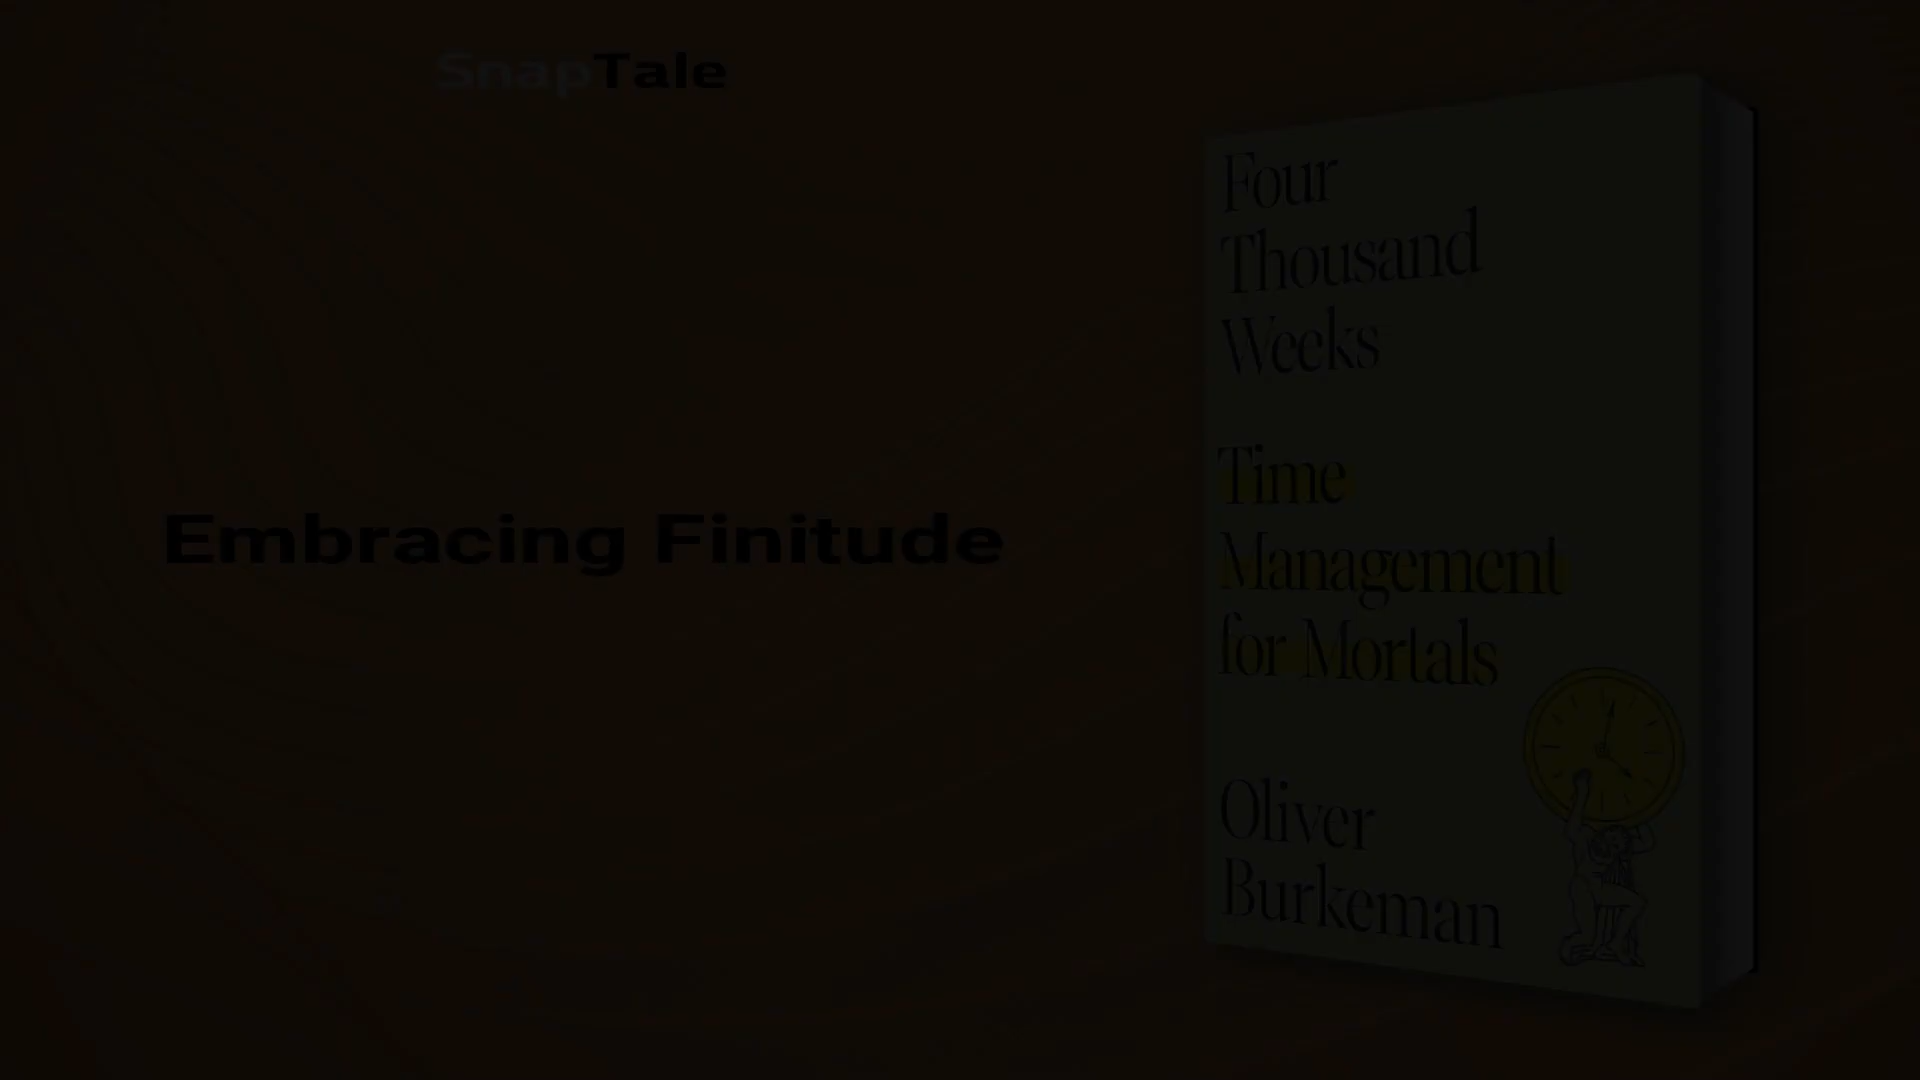 SnapTale
Embracing Finitude
Four
Thousand
Weeks
Time
Management
for Mortals
Oliver
Burkeman